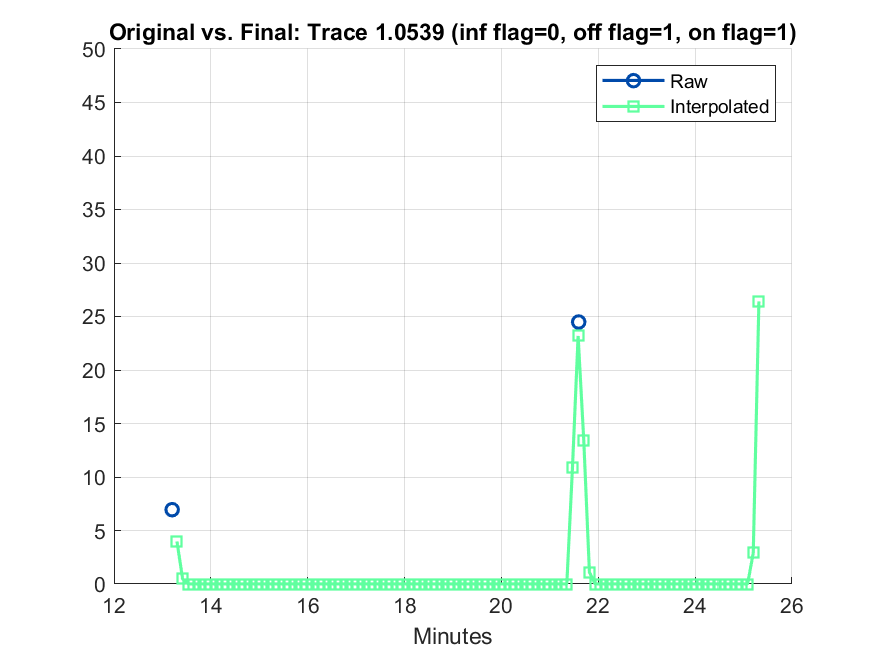 Original vs. Final: Trace 1.0539 (inf flag=0, off flag=1, on flag=1)
50
45
40
35
30
25
20
15
10
5
0
Raw
Interpolated
12 14 16 18 20 22 24 26
Minutes